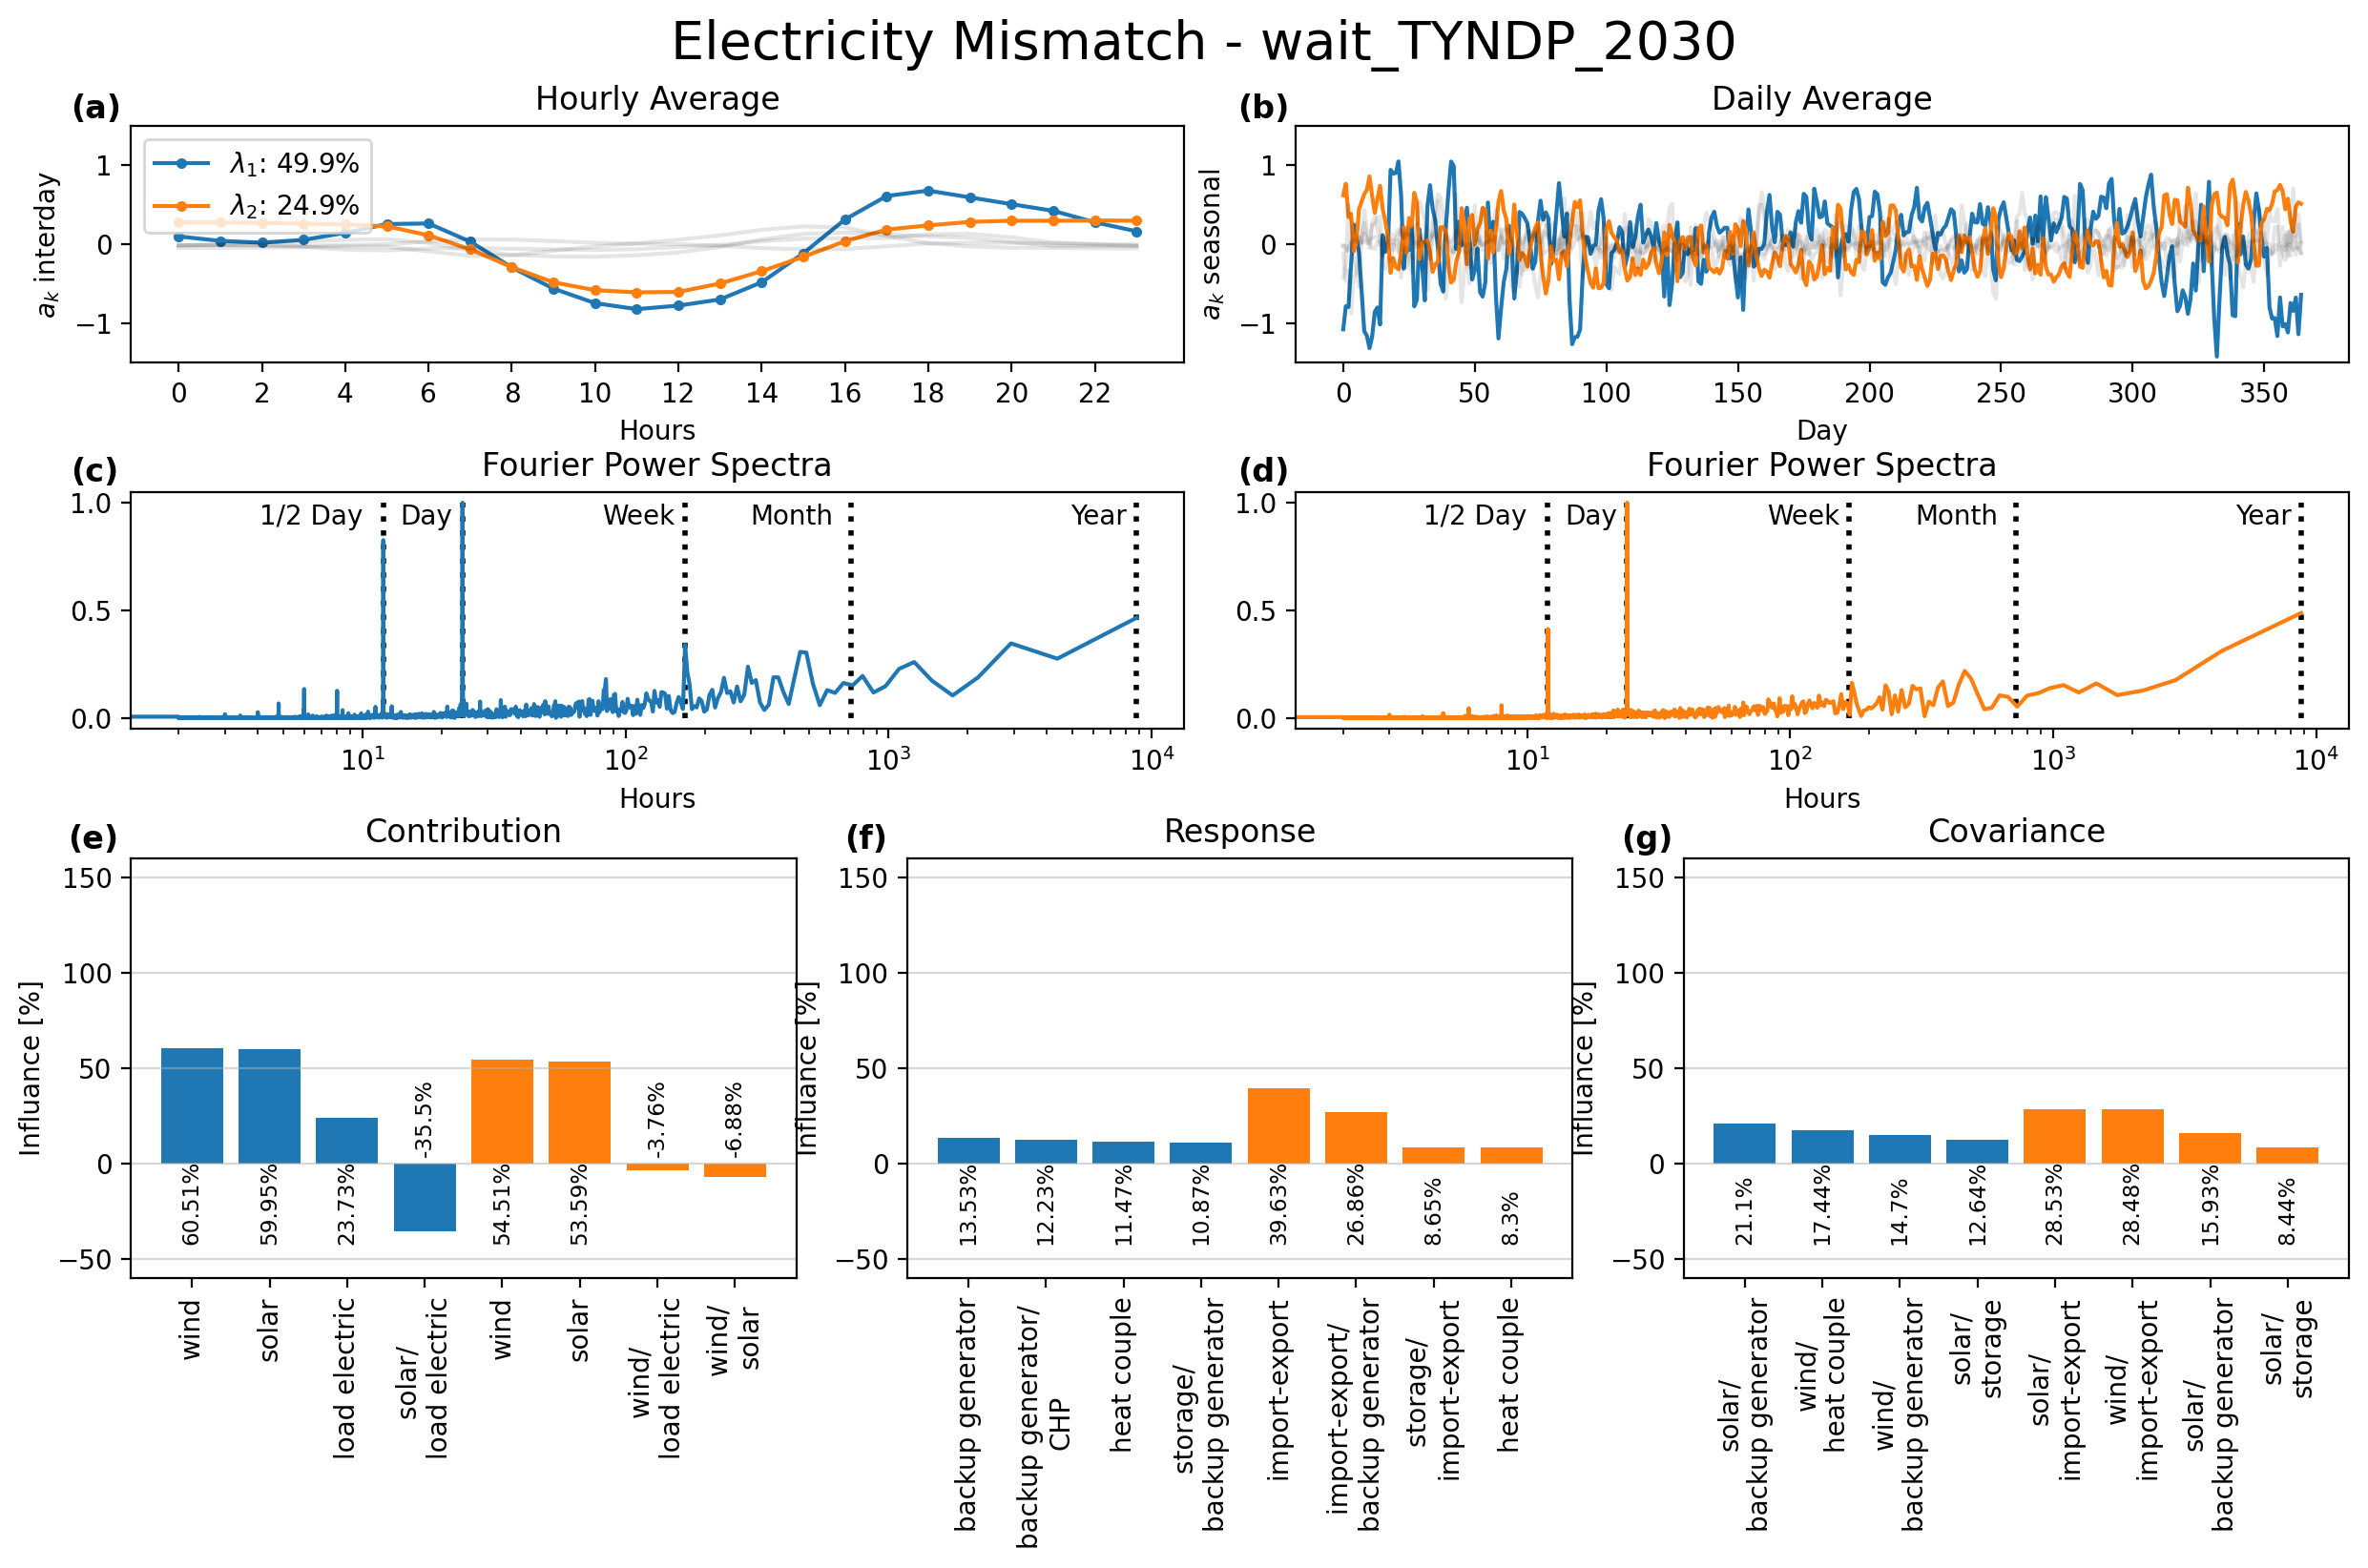 Electricity Mismatch - wait_TYNDP_2030
(a)
Hourly Average
λ1: 49.9%
λ2: 24.9%
a_k interday
1
0
−1
0 2 4 6 8 10 12 14 16 18 20 22
Hours
(b)
Daily Average
a_k seasonal
1
0
−1
0 50 100 150 200 250 300 350
Day
(c)
Fourier Power Spectra
1/2 Day Day Week Month Year
1.0
0.5
0.0
10^1 10^2 10^3 10^4
Hours
(d)
Fourier Power Spectra
1/2 Day Day Week Month Year
1.0
0.5
0.0
10^1 10^2 10^3 10^4
Hours
(e)
Contribution
Influance [%]
150
100
50
0
−50
60.51%
59.95%
23.73%
-35.5%
54.51%
53.59%
-3.76%
-6.88%
wind
solar
load electric
solar/
load electric
wind
solar
wind/
load electric
wind/
solar
(f)
Response
Influance [%]
150
100
50
0
−50
13.53%
12.23%
11.47%
10.87%
39.63%
26.86%
8.65%
8.3%
backup generator
backup generator/
CHP
heat couple
storage/
backup generator
import-export
import-export/
backup generator
storage/
import-export
heat couple
(g)
Covariance
Influance [%]
150
100
50
0
−50
21.1%
17.44%
14.7%
12.64%
28.53%
28.48%
15.93%
8.44%
solar/
backup generator
wind/
heat couple
wind/
backup generator
solar/
storage
solar/
import-export
wind/
import-export
solar/
backup generator
solar/
storage